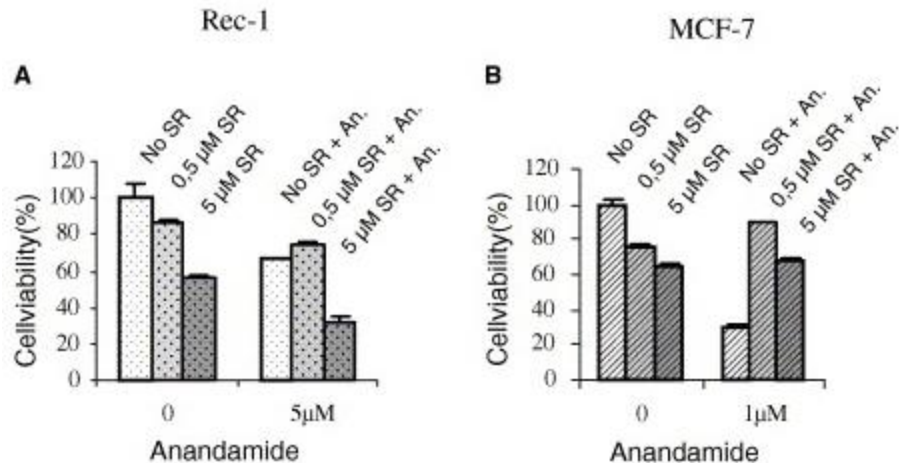 Rec-1
MCF-7
A
No SR
0,5 µM SR
5 µM SR
No SR + An.
0,5 µM SR + An.
5 µM SR + An.
120
100
80
60
40
20
0
Cellviability(%)
0
5µM
Anandamide
B
No SR
0,5 µM SR
5 µM SR
No SR + An.
0,5 µM SR + An.
5 µM SR + An.
120
100
80
60
40
20
0
Cellviability(%)
0
1µM
Anandamide